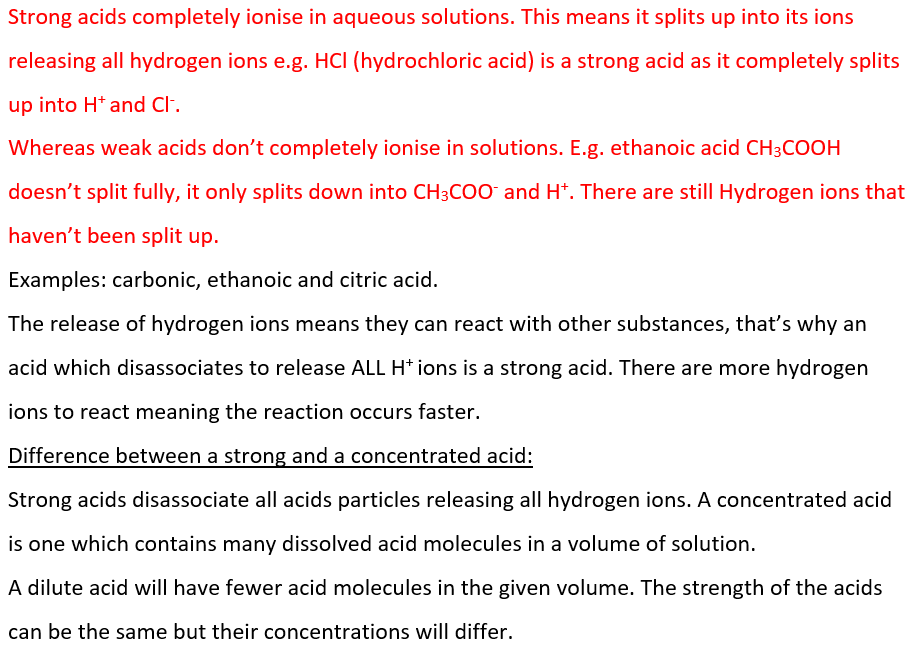 Strong acids completely ionise in aqueous solutions. This means it splits up into its ions
releasing all hydrogen ions e.g. HCl (hydrochloric acid) is a strong acid as it completely splits
up into H⁺ and Cl⁻.
Whereas weak acids don’t completely ionise in solutions. E.g. ethanoic acid CH₃COOH
doesn’t split fully, it only splits down into CH₃COO⁻ and H⁺. There are still Hydrogen ions that
haven’t been split up.
Examples: carbonic, ethanoic and citric acid.
The release of hydrogen ions means they can react with other substances, that’s why an
acid which disassociates to release ALL H⁺ ions is a strong acid. There are more hydrogen
ions to react meaning the reaction occurs faster.
Difference between a strong and a concentrated acid:
Strong acids disassociate all acids particles releasing all hydrogen ions. A concentrated acid
is one which contains many dissolved acid molecules in a volume of solution.
A dilute acid will have fewer acid molecules in the given volume. The strength of the acids
can be the same but their concentrations will differ.